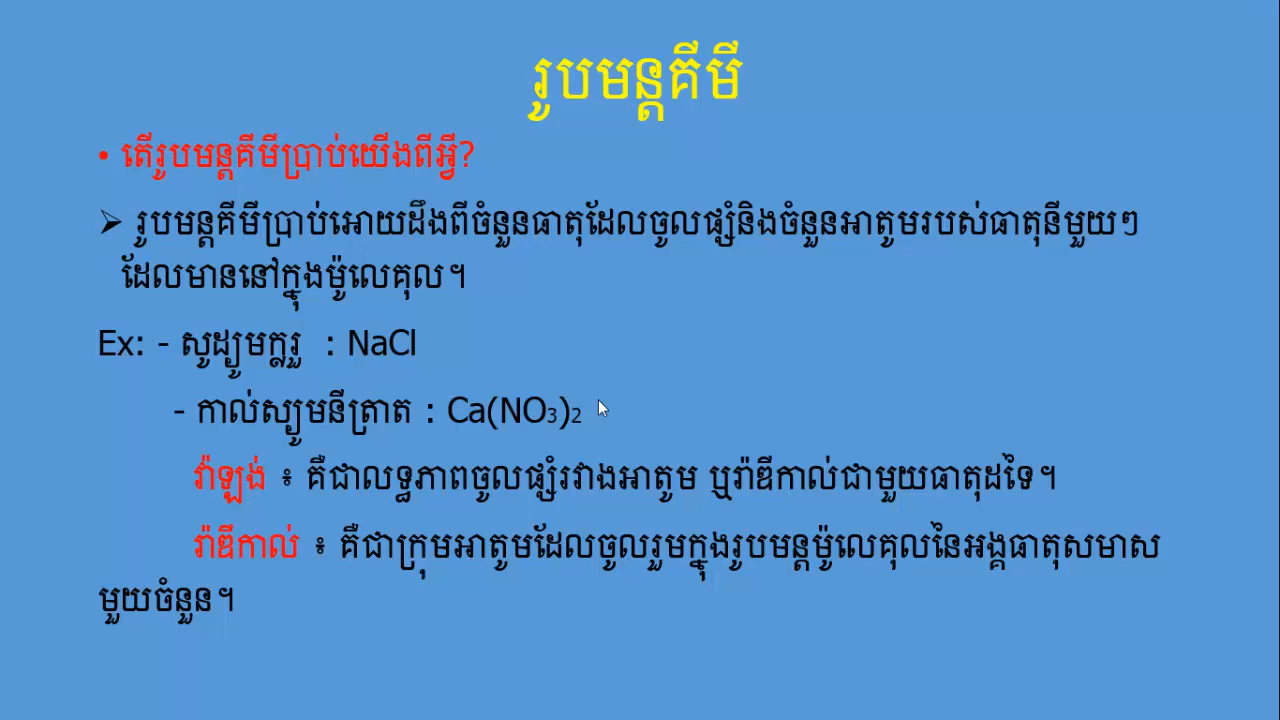 រូបមន្តគីមី
• តើរូបមន្តគីមីប្រាប់យើងពីអ្វី?
➢ រូបមន្តគីមីប្រាប់អោយដឹងពីចំនួនធាតុដែលចូលផ្សំនិងចំនួនអាតូមរបស់ធាតុនីមួយៗ
ដែលមាននៅក្នុងម៉ូលេគុល។
Ex: - សូដ្យូមក្លរួ : NaCl
- កាល់ស្យូមនីត្រាត : Ca(NO3)2
វ៉ាឡង់ ៖ គឺជាលទ្ធភាពចូលផ្សំរវាងអាតូម ឬរ៉ាឌីកាល់ជាមួយធាតុដទៃ។
រ៉ាឌីកាល់ ៖ គឺជាក្រុមអាតូមដែលចូលរួមក្នុងរូបមន្តម៉ូលេគុលនៃអង្គធាតុសមាស
មួយចំនួន។